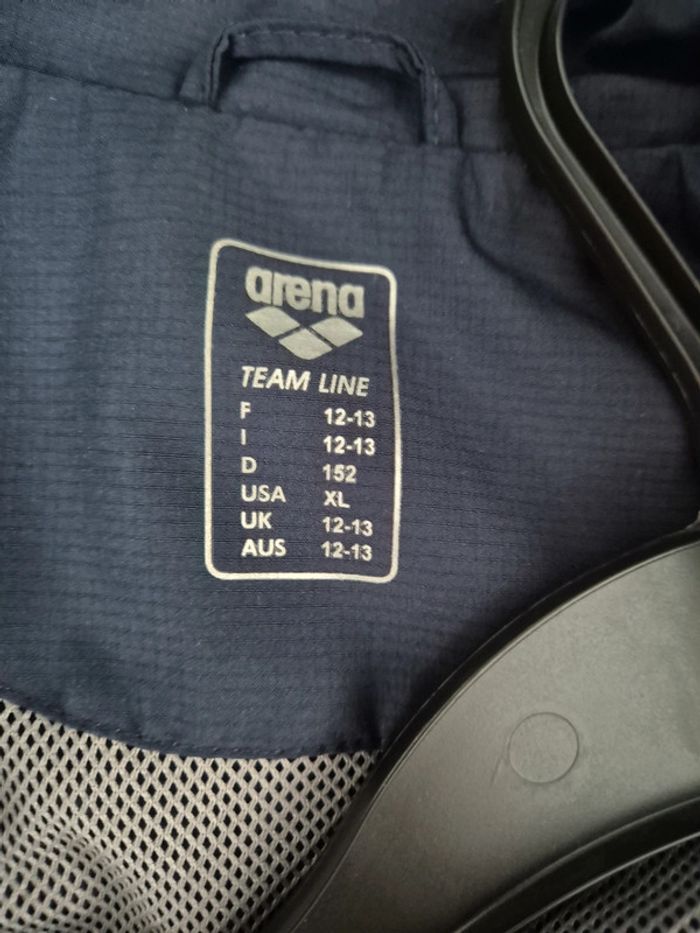 arena
TEAM LINE
F 12-13
I 12-13
D 152
USA XL
UK 12-13
AUS 12-13